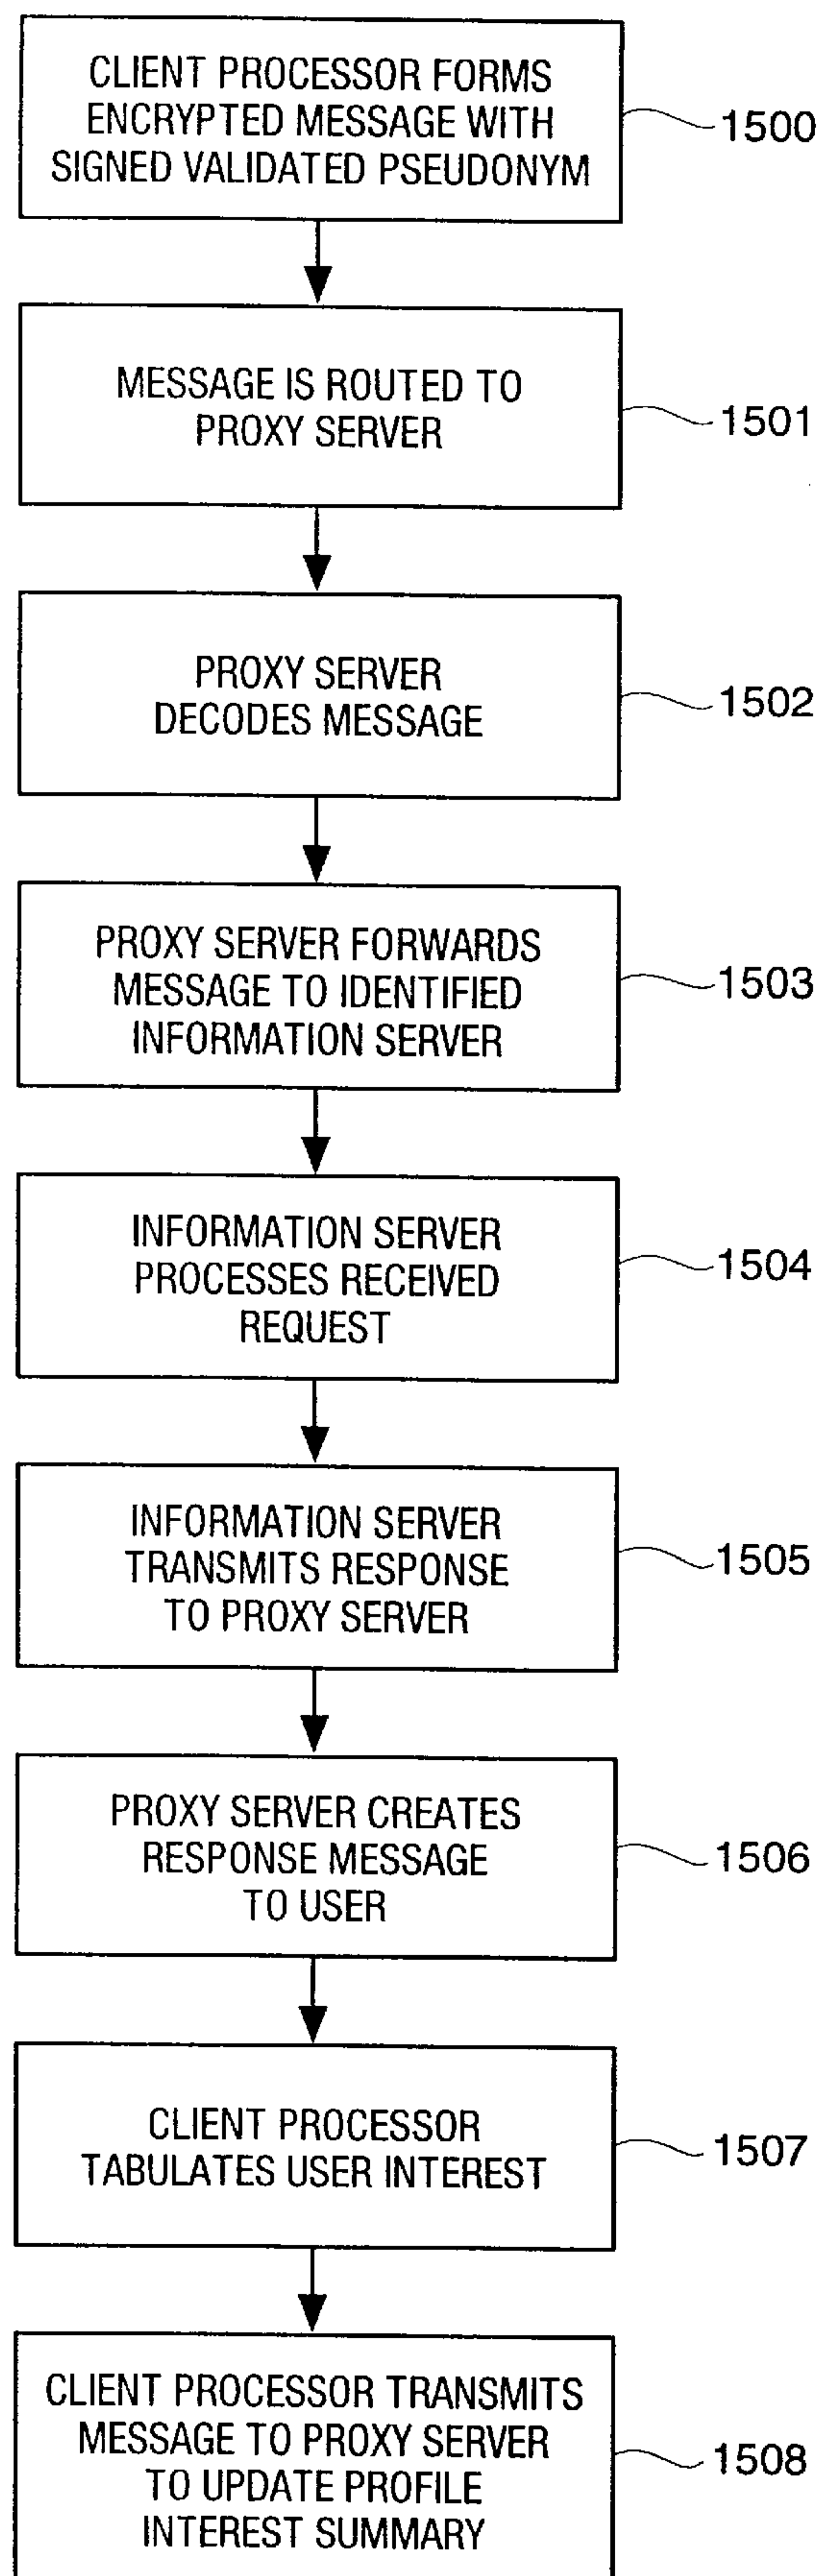 CLIENT PROCESSOR FORMS
ENCRYPTED MESSAGE WITH
SIGNED VALIDATED PSEUDONYM
1500
MESSAGE IS ROUTED TO
PROXY SERVER
1501
PROXY SERVER
DECODES MESSAGE
1502
PROXY SERVER FORWARDS
MESSAGE TO IDENTIFIED
INFORMATION SERVER
1503
INFORMATION SERVER
PROCESSES RECEIVED
REQUEST
1504
INFORMATION SERVER
TRANSMITS RESPONSE
TO PROXY SERVER
1505
PROXY SERVER CREATES
RESPONSE MESSAGE
TO USER
1506
CLIENT PROCESSOR
TABULATES USER INTEREST
1507
CLIENT PROCESSOR TRANSMITS
MESSAGE TO PROXY SERVER
TO UPDATE PROFILE
INTEREST SUMMARY
1508